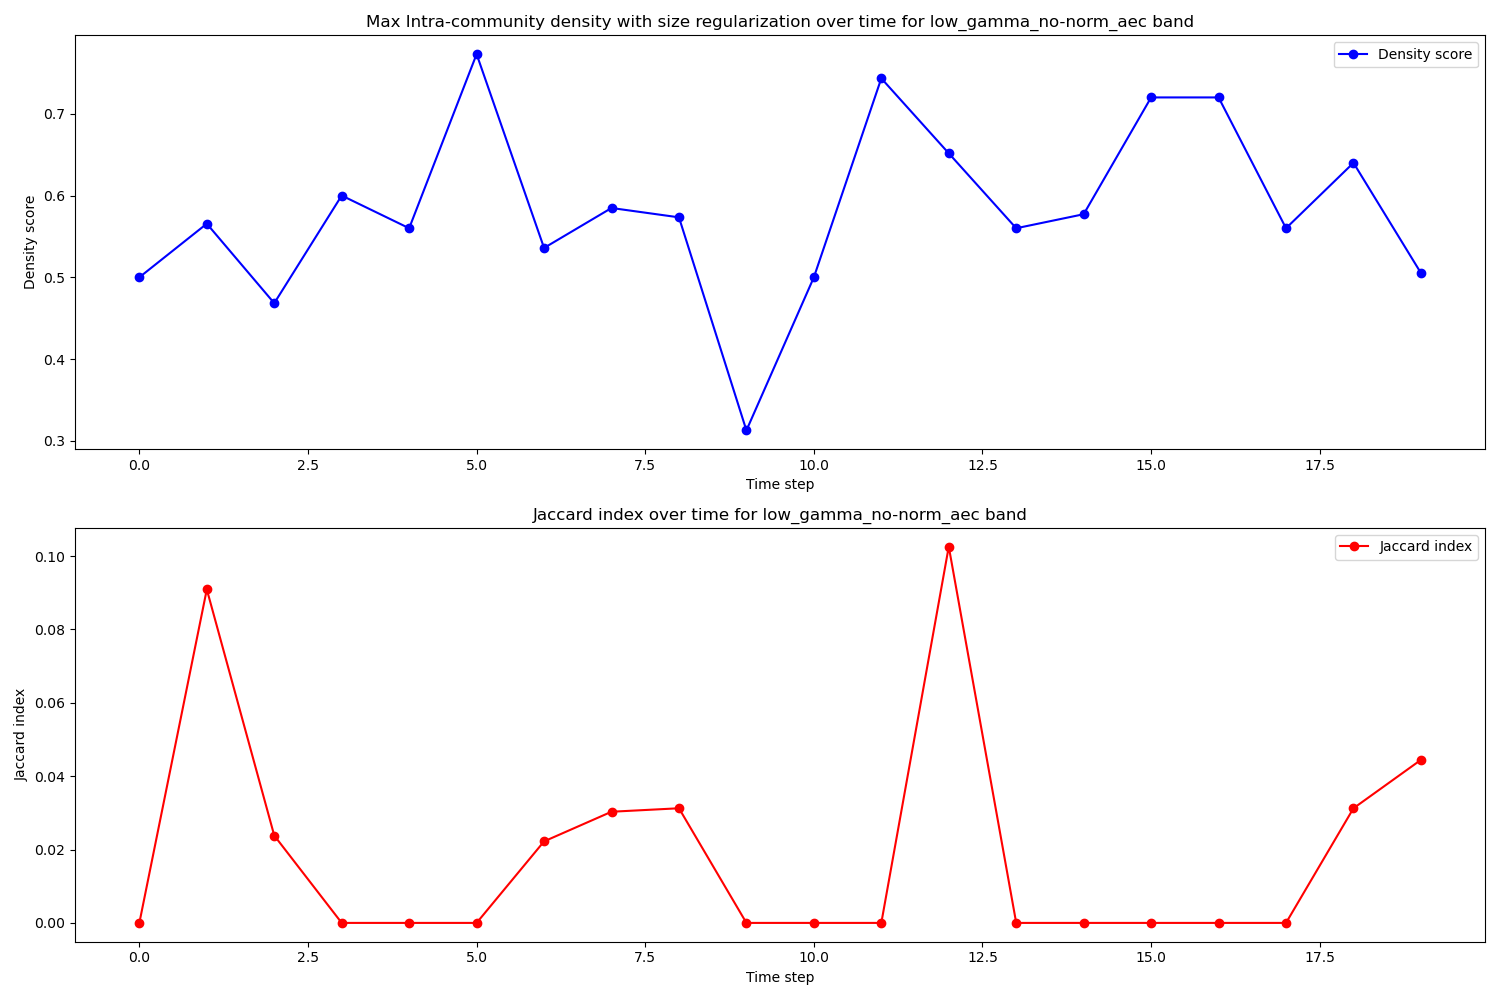 Max Intra-community density with size regularization over time for low_gamma_no-norm_aec band
Density score
0.7
0.6
0.5
0.4
0.3
Density score
0.0 2.5 5.0 7.5 10.0 12.5 15.0 17.5
Time step
Jaccard index over time for low_gamma_no-norm_aec band
Jaccard index
0.10
0.08
0.06
0.04
0.02
0.00
Jaccard index
0.0 2.5 5.0 7.5 10.0 12.5 15.0 17.5
Time step